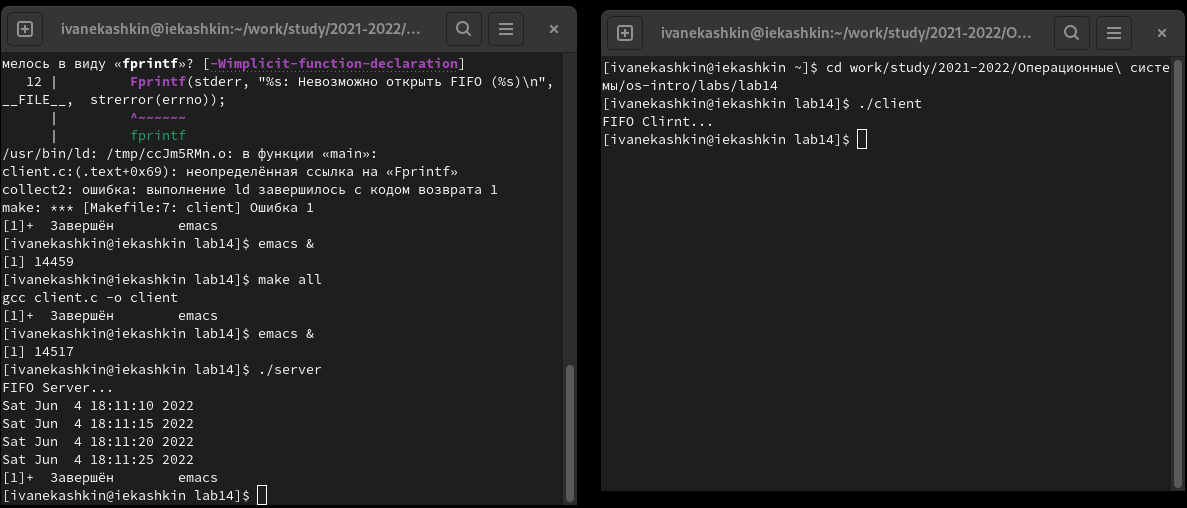 ivanekashkin@iekashkin:~/work/study/2021-2022/...
мелось в виду «fprintf»? [-Wimplicit-function-declaration]
12 | Fprintf(stderr, "%s: Невозможно открыть FIFO (%s)\n",
__FILE__, strerror(errno));
| ^~~~~~~
| fprintf
/usr/bin/ld: /tmp/ccJm5RMn.o: в функции «main»:
client.c:(.text+0x69): неопределённая ссылка на «Fprintf»
collect2: ошибка: выполнение ld завершилось с кодом возврата 1
make: *** [Makefile:7: client] Ошибка 1
[1]+ Завершён emacs
[ivanekashkin@iekashkin lab14]$ emacs &
[1] 14459
[ivanekashkin@iekashkin lab14]$ make all
gcc client.c -o client
[1]+ Завершён emacs
[ivanekashkin@iekashkin lab14]$ emacs &
[1] 14517
[ivanekashkin@iekashkin lab14]$ ./server
FIFO Server...
Sat Jun 4 18:11:10 2022
Sat Jun 4 18:11:15 2022
Sat Jun 4 18:11:20 2022
Sat Jun 4 18:11:25 2022
[1]+ Завершён emacs
[ivanekashkin@iekashkin lab14]$
ivanekashkin@iekashkin:~/work/study/2021-2022/О...
[ivanekashkin@iekashkin ~]$ cd work/study/2021-2022/Операционные\ систе
мы/os-intro/labs/lab14
[ivanekashkin@iekashkin lab14]$ ./client
FIFO Clirnt...
[ivanekashkin@iekashkin lab14]$